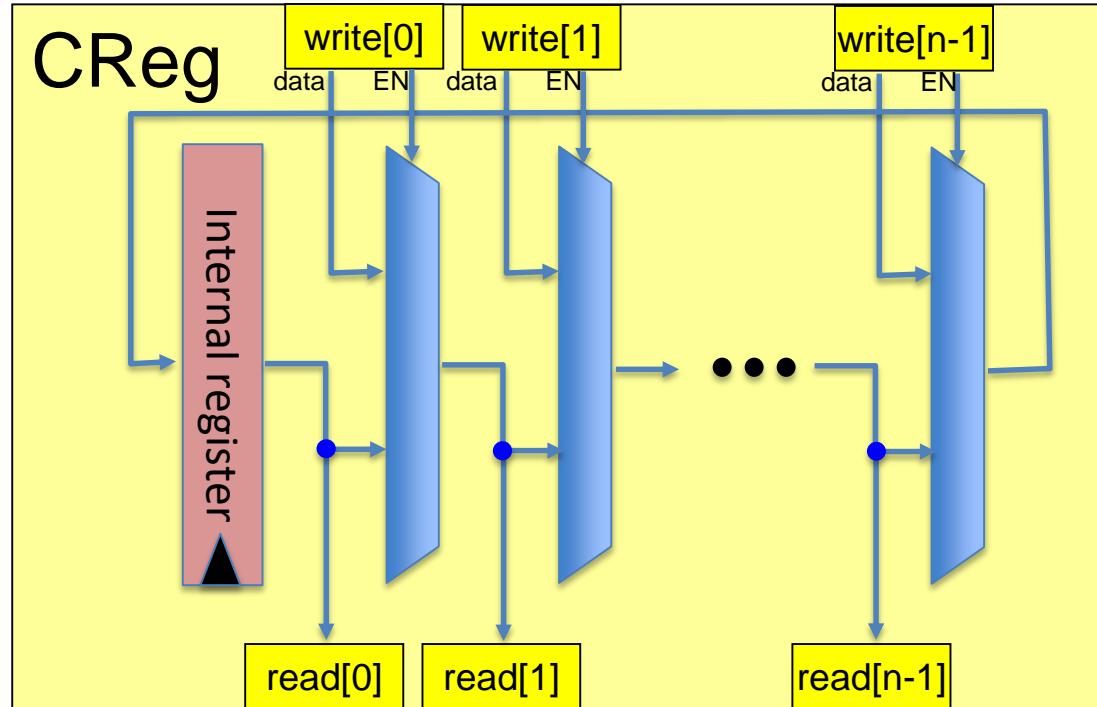 CReg
write[0]
write[1]
write[n-1]
data EN data EN data EN
Internal register
read[0]
read[1]
read[n-1]